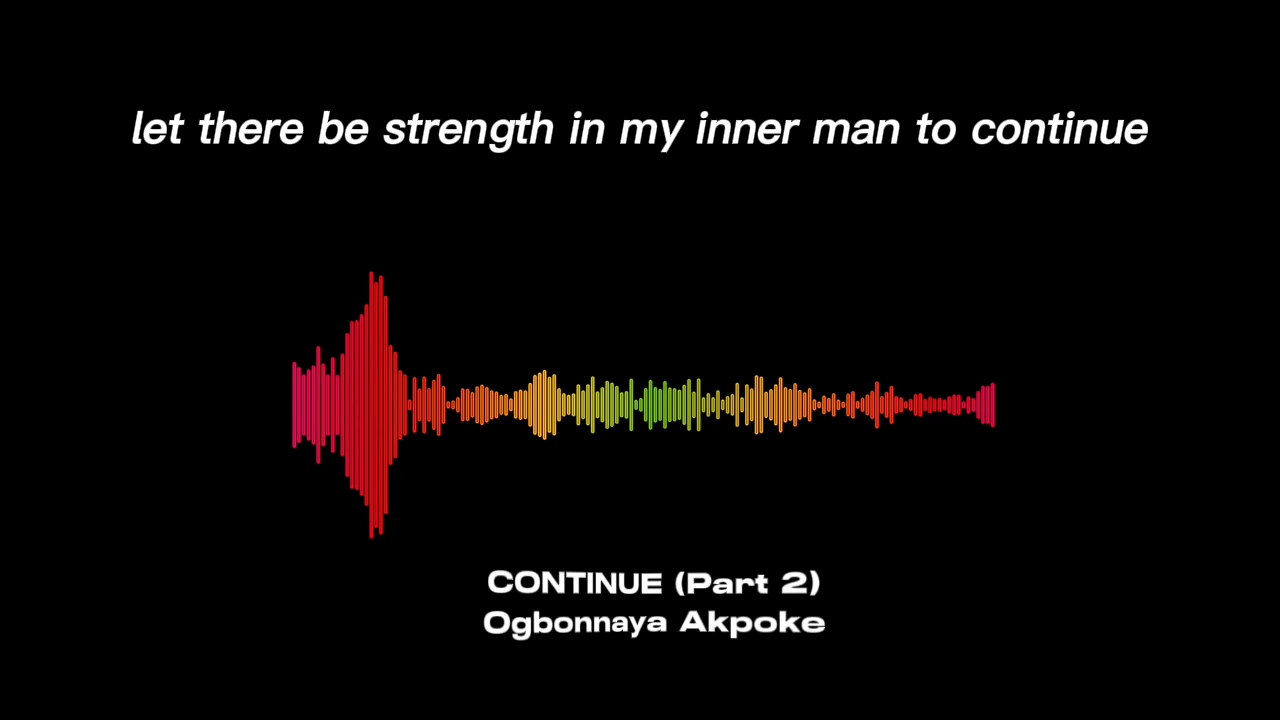 let there be strength in my inner man to continue
CONTINUE (Part 2)
Ogbonnaya Akpoke